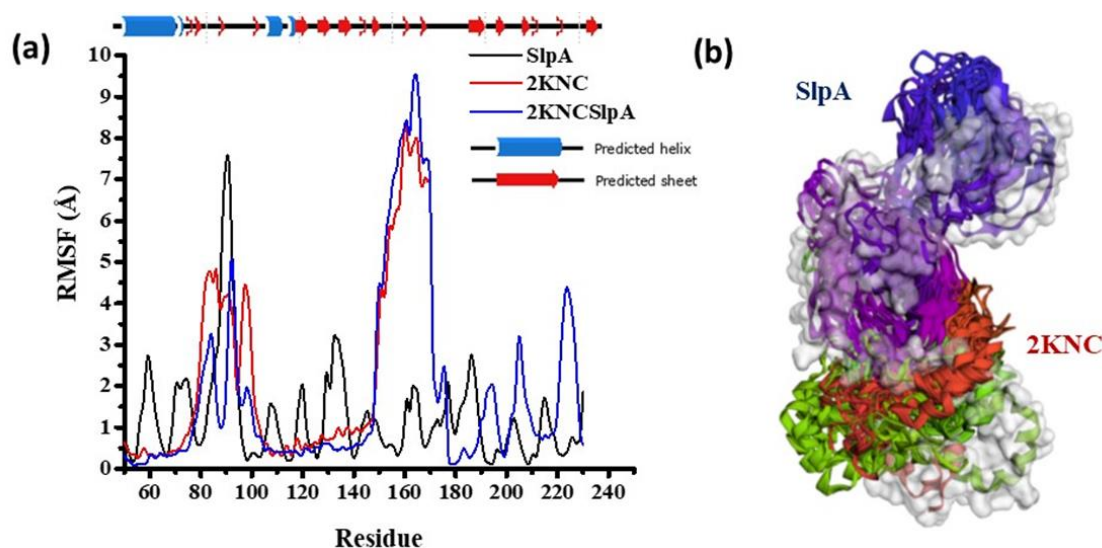 (a)
SlpA
2KNC
2KNCSlpA
Predicted helix
Predicted sheet
10
9
8
7
6
5
4
3
2
1
0
RMSF (Å)
60 80 100 120 140 160 180 200 220 240
Residue
(b)
SlpA
2KNC